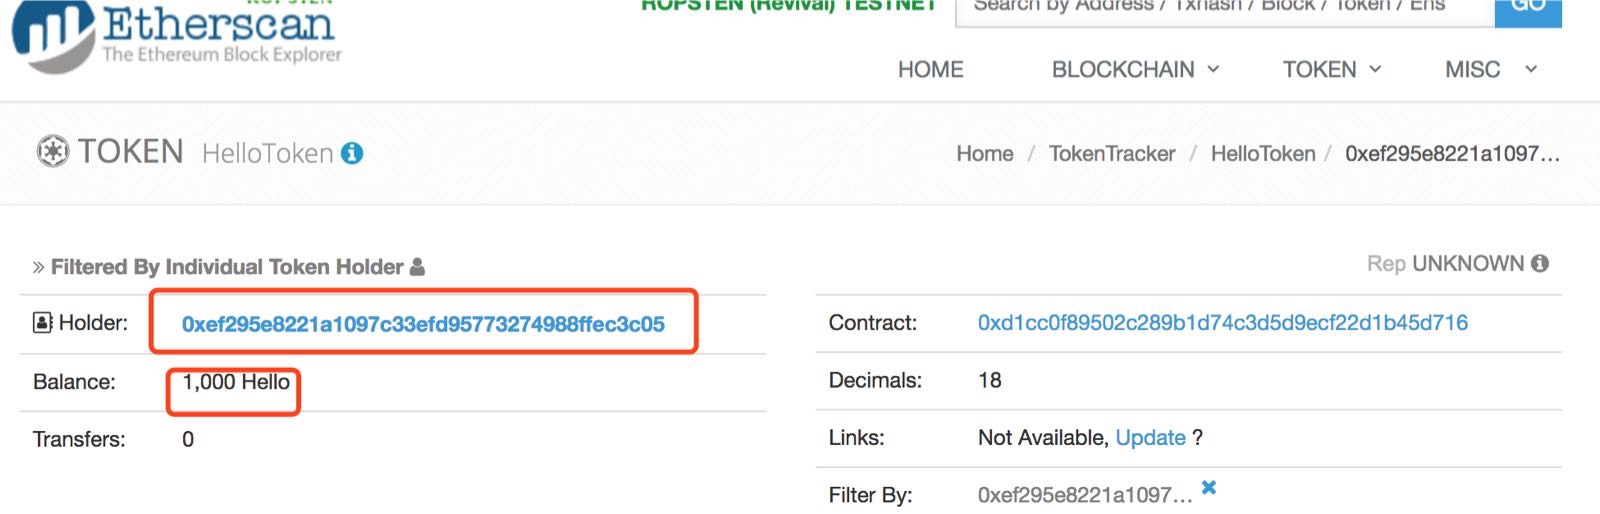 ROPSTEN
Etherscan
The Ethereum Block Explorer
ROPSTEN (Revival) TESTNET
Search by Address / Txhash / Block / Token / Ens
GO
HOME BLOCKCHAIN TOKEN MISC
TOKEN HelloToken
Home / TokenTracker / HelloToken / 0xef295e8221a1097...
» Filtered By Individual Token Holder
Rep UNKNOWN
Holder: 0xef295e8221a1097c33efd95773274988ffec3c05
Balance: 1,000 Hello
Transfers: 0
Contract: 0xd1cc0f89502c289b1d74c3d5d9ecf22d1b45d716
Decimals: 18
Links: Not Available, Update ?
Filter By: 0xef295e8221a1097...